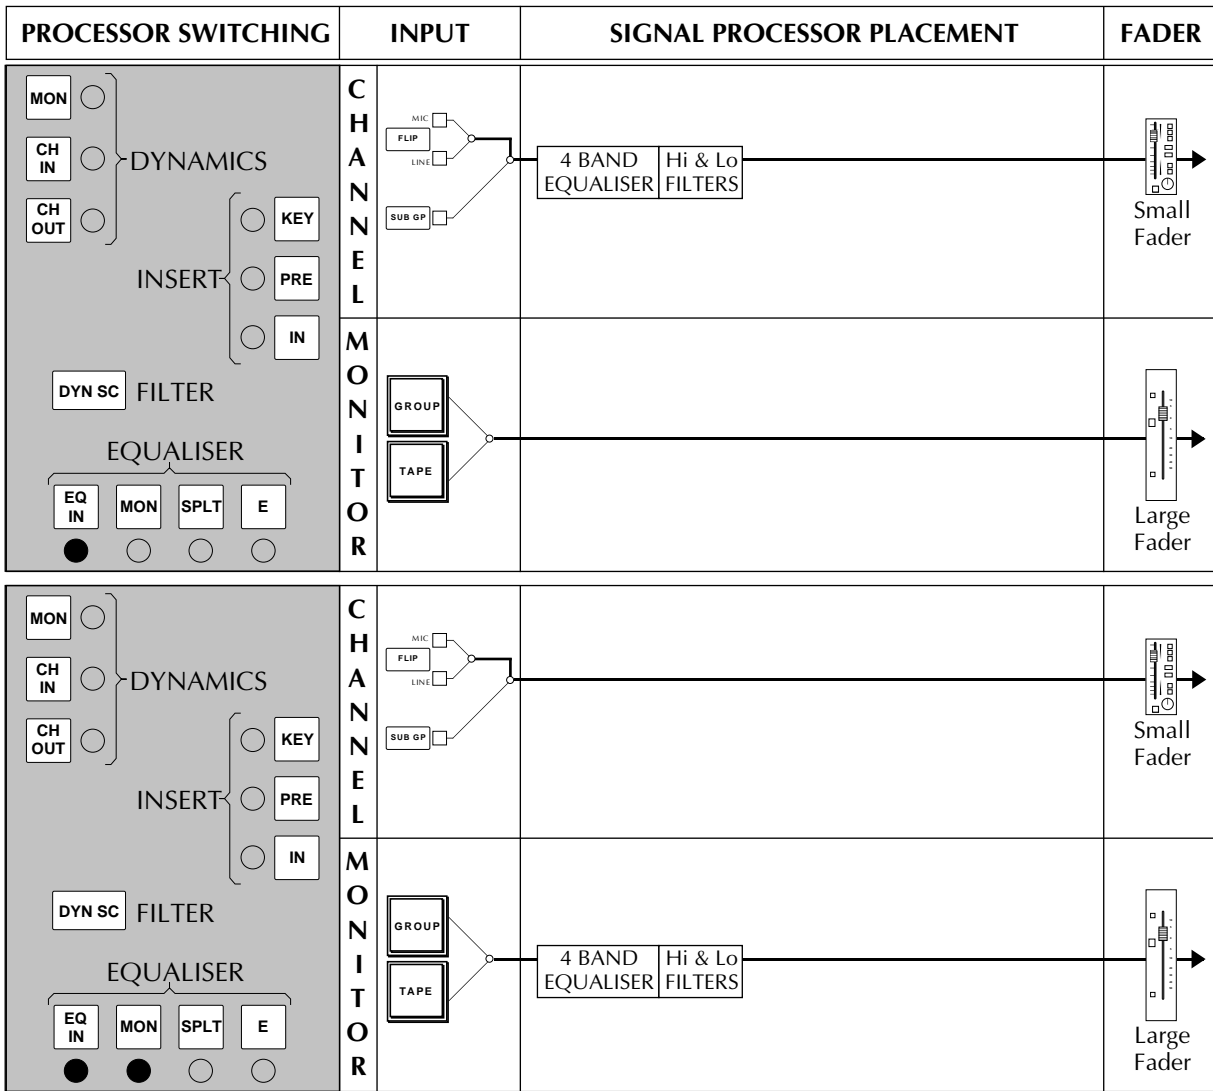 PROCESSOR SWITCHING
INPUT
SIGNAL PROCESSOR PLACEMENT
FADER
MON
CH
IN
DYNAMICS
CH
OUT
KEY
INSERT
PRE
IN
DYN SC
FILTER
EQUALISER
EQ
IN
MON
SPLT
E
C
H
A
N
N
E
L
MIC
FLIP
LINE
SUB GP
4 BAND
EQUALISER
Hi & Lo
FILTERS
Small
Fader
M
O
N
I
T
O
R
GROUP
TAPE
Large
Fader
MON
CH
IN
DYNAMICS
CH
OUT
KEY
INSERT
PRE
IN
DYN SC
FILTER
EQUALISER
EQ
IN
MON
SPLT
E
C
H
A
N
N
E
L
MIC
FLIP
LINE
SUB GP
Small
Fader
M
O
N
I
T
O
R
GROUP
TAPE
4 BAND
EQUALISER
Hi & Lo
FILTERS
Large
Fader